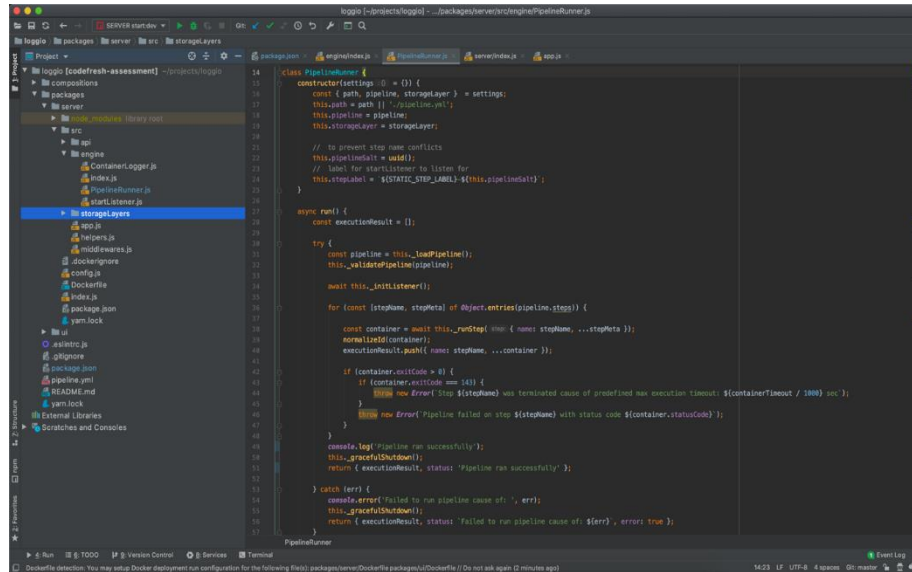 loggio [~/projects/loggio] - .../packages/server/src/engine/PipelineRunner.js
SERVER start:dev
Git:
loggio packages server src storageLayers
Project
package.json engine/index.js PipelineRunner.js server/index.js app.js
loggio [codefresh-assessment] ~/projects/loggio
compositions
packages
server
node_modules library root
src
api
engine
ContainerLogger.js
index.js
PipelineRunner.js
startListener.js
storageLayers
app.js
helpers.js
middlewares.js
.dockerignore
config.js
Dockerfile
index.js
package.json
yarn.lock
ui
.eslintrc.js
.gitignore
package.json
pipeline.yml
README.md
yarn.lock
External Libraries
Scratches and Consoles
1: Project
2: Structure
npm
2: Favorites
14 class PipelineRunner {
15 constructor(settings = {}) {
16 const { path, pipeline, storageLayer } = settings;
17 this.path = path || './pipeline.yml';
18 this.pipeline = pipeline;
19 this.storageLayer = storageLayer;
20
21 // to prevent step name conflicts
22 this.pipelineSalt = uuid();
23 // label for startListener to listen for
24 this.stepLabel = `${STATIC_STEP_LABEL}-${this.pipelineSalt}`;
25 }
26
27 async run() {
28 const executionResult = [];
29
30 try {
31 const pipeline = this._loadPipeline();
32 this._validatePipeline(pipeline);
33
34 await this._initListener();
35
36 for (const [stepName, stepMeta] of Object.entries(pipeline.steps)) {
37
38 const container = await this._runStep( step: { name: stepName, ...stepMeta });
39 normalizeId(container);
40 executionResult.push({ name: stepName, ...container });
41
42 if (container.exitCode > 0) {
43 if (container.exitCode === 143) {
44 throw new Error(`Step ${stepName} was terminated cause of predefined max execution timeout: ${containerTimeout / 1000} sec`);
45 }
46 throw new Error(`Pipeline failed on step ${stepName} with status code ${container.statusCode}`);
47 }
48 }
49 console.log('Pipeline ran successfully');
50 this._gracefulShutdown();
51 return { executionResult, status: 'Pipeline ran successfully' };
52
53 } catch (err) {
54 console.error('Failed to run pipeline cause of: ', err);
55 this._gracefulShutdown();
56 return { executionResult, status: `Failed to run pipeline cause of: ${err}`, error: true };
57 }
PipelineRunner
4: Run 6: TODO 9: Version Control 8: Services Terminal
1 Event Log
Dockerfile detection: You may setup Docker deployment run configuration for the following file(s): packages/server/Dockerfile packages/ui/Dockerfile // Do not ask again (2 minutes ago)
14:23 LF UTF-8 4 spaces Git: master